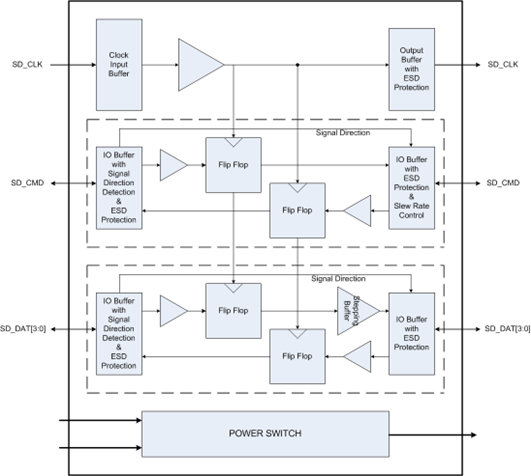 SD_CLK
Clock
Input
Buffer
Output
Buffer
with
ESD
Protection
SD_CLK
Signal Direction
SD_CMD
IO Buffer
with
Signal
Direction
Detection
&
ESD
Protection
Flip Flop
Flip Flop
IO Buffer
with
ESD
Protection
&
Slew Rate
Control
SD_CMD
Signal Direction
SD_DAT[3:0]
IO Buffer
with
Signal
Direction
Detection
&
ESD
Protection
Flip Flop
Flip Flop
Stepping
Buffer
IO Buffer
with
ESD
Protection
SD_DAT[3:0]
POWER SWITCH